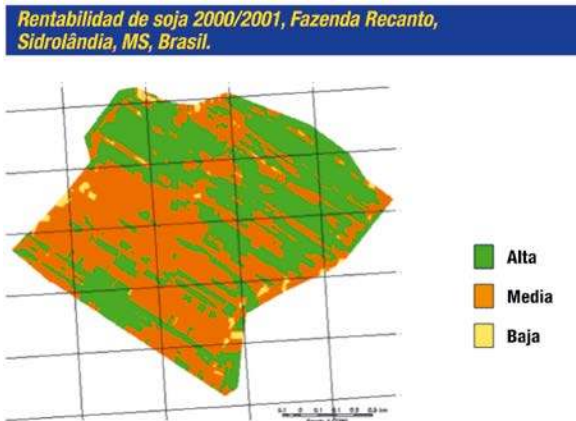 Rentabilidad de soja 2000/2001, Fazenda Recanto,
Sidrolândia, MS, Brasil.
Alta
Media
Baja